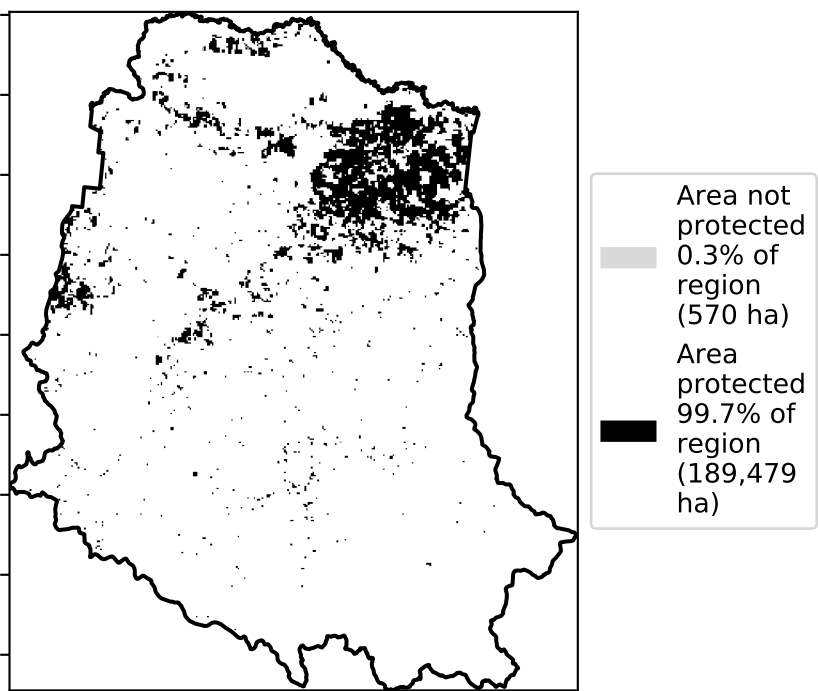 Area not
protected
0.3% of
region
(570 ha)
Area
protected
99.7% of
region
(189,479
ha)